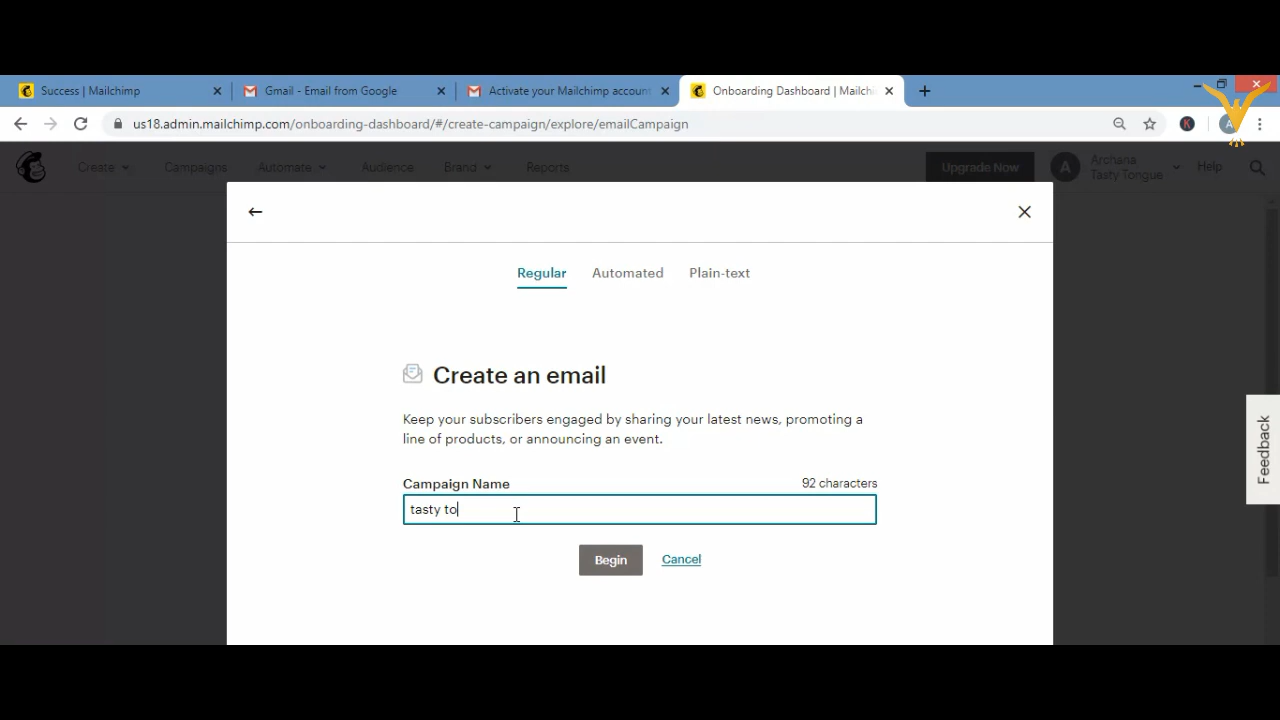 Success | Mailchimp
Gmail - Email from Google
Activate your Mailchimp accoun
Onboarding Dashboard | Mailchi
us18.admin.mailchimp.com/onboarding-dashboard/#/create-campaign/explore/emailCampaign
K
A
Create
Campaigns
Automate
Audience
Brand
Reports
Upgrade Now
A
Archana
Tasty Tongue
Help
Regular
Automated
Plain-text
Create an email
Keep your subscribers engaged by sharing your latest news, promoting a
line of products, or announcing an event.
Campaign Name
92 characters
tasty to
Begin
Cancel
Feedback